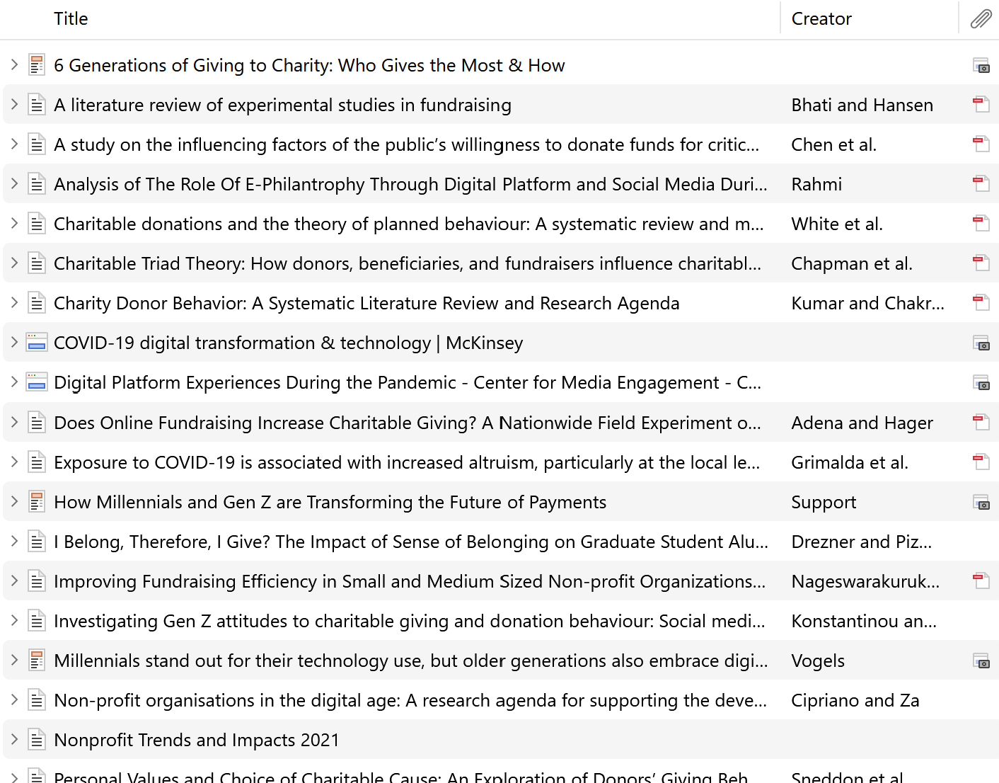 Title Creator
6 Generations of Giving to Charity: Who Gives the Most & How
A literature review of experimental studies in fundraising Bhati and Hansen
A study on the influencing factors of the public’s willingness to donate funds for critic... Chen et al.
Analysis of The Role Of E-Philantrophy Through Digital Platform and Social Media Duri... Rahmi
Charitable donations and the theory of planned behaviour: A systematic review and m... White et al.
Charitable Triad Theory: How donors, beneficiaries, and fundraisers influence charitabl... Chapman et al.
Charity Donor Behavior: A Systematic Literature Review and Research Agenda Kumar and Chakr...
COVID-19 digital transformation & technology | McKinsey
Digital Platform Experiences During the Pandemic - Center for Media Engagement - C...
Does Online Fundraising Increase Charitable Giving? A Nationwide Field Experiment o... Adena and Hager
Exposure to COVID-19 is associated with increased altruism, particularly at the local le... Grimalda et al.
How Millennials and Gen Z are Transforming the Future of Payments Support
I Belong, Therefore, I Give? The Impact of Sense of Belonging on Graduate Student Alu... Drezner and Piz...
Improving Fundraising Efficiency in Small and Medium Sized Non-profit Organizations... Nageswarakuruk...
Investigating Gen Z attitudes to charitable giving and donation behaviour: Social medi... Konstantinou an...
Millennials stand out for their technology use, but older generations also embrace digi... Vogels
Non-profit organisations in the digital age: A research agenda for supporting the deve... Cipriano and Za
Nonprofit Trends and Impacts 2021
Personal Values and Choice of Charitable Cause: An Exploration of Donors’ Giving Beh... Sneddon et al.